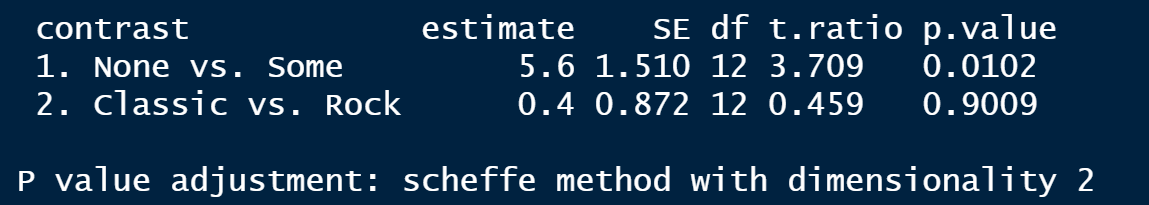 contrast estimate SE df t.ratio p.value
1. None vs. Some 5.6 1.510 12 3.709 0.0102
2. Classic vs. Rock 0.4 0.872 12 0.459 0.9009
P value adjustment: scheffe method with dimensionality 2